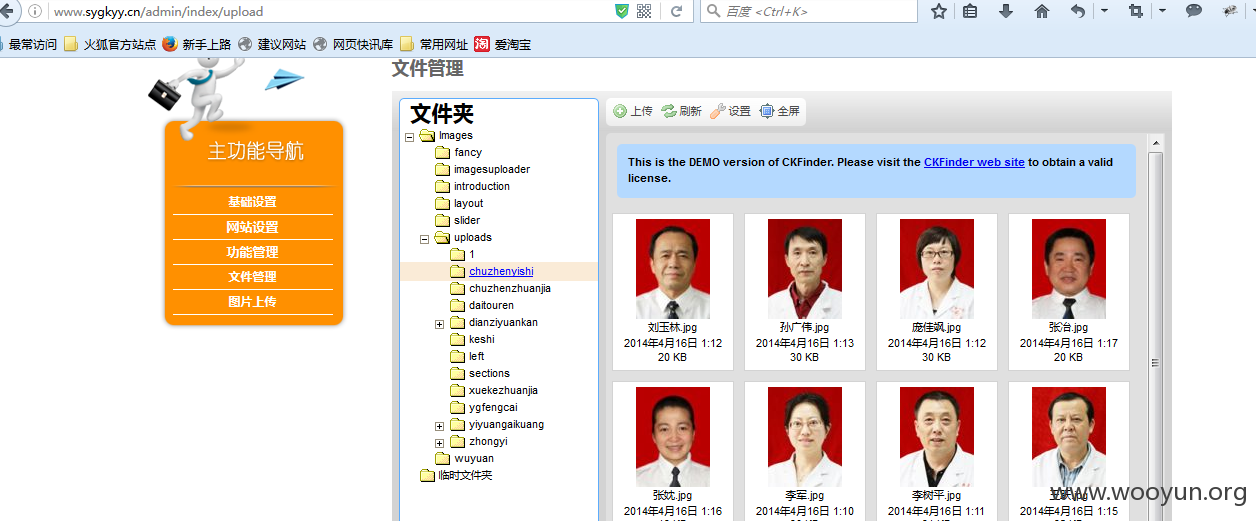 www.sygkyy.cn/admin/index/upload
百度 <Ctrl+K>
最常访问 火狐官方站点 新手上路 建议网站 网页快讯库 常用网址 淘 爱淘宝
文件管理
主功能导航
基础设置
网站设置
功能管理
文件管理
图片上传
文件夹
Images
fancy
imagesuploader
introduction
layout
slider
uploads
1
chuzhenyishi
chuzhenzhuanjia
daitouren
dianziyuankan
keshi
left
sections
xuekezhuanjia
ygfengcai
yiyuangaikuang
zhongyi
wuyuan
临时文件夹
上传 刷新 设置 全屏
This is the DEMO version of CKFinder. Please visit the CKFinder web site to obtain a valid
license.
刘玉林.jpg
2014年4月16日 1:12
20 KB
孙广伟.jpg
2014年4月16日 1:13
30 KB
庞佳飒.jpg
2014年4月16日 1:12
30 KB
张冶.jpg
2014年4月16日 1:17
20 KB
张妉.jpg
2014年4月16日 1:16
李军.jpg
2014年4月16日 1:10
李树平.jpg
2014年4月16日 1:11
2014年4月16日 1:15
www.wooyun.org